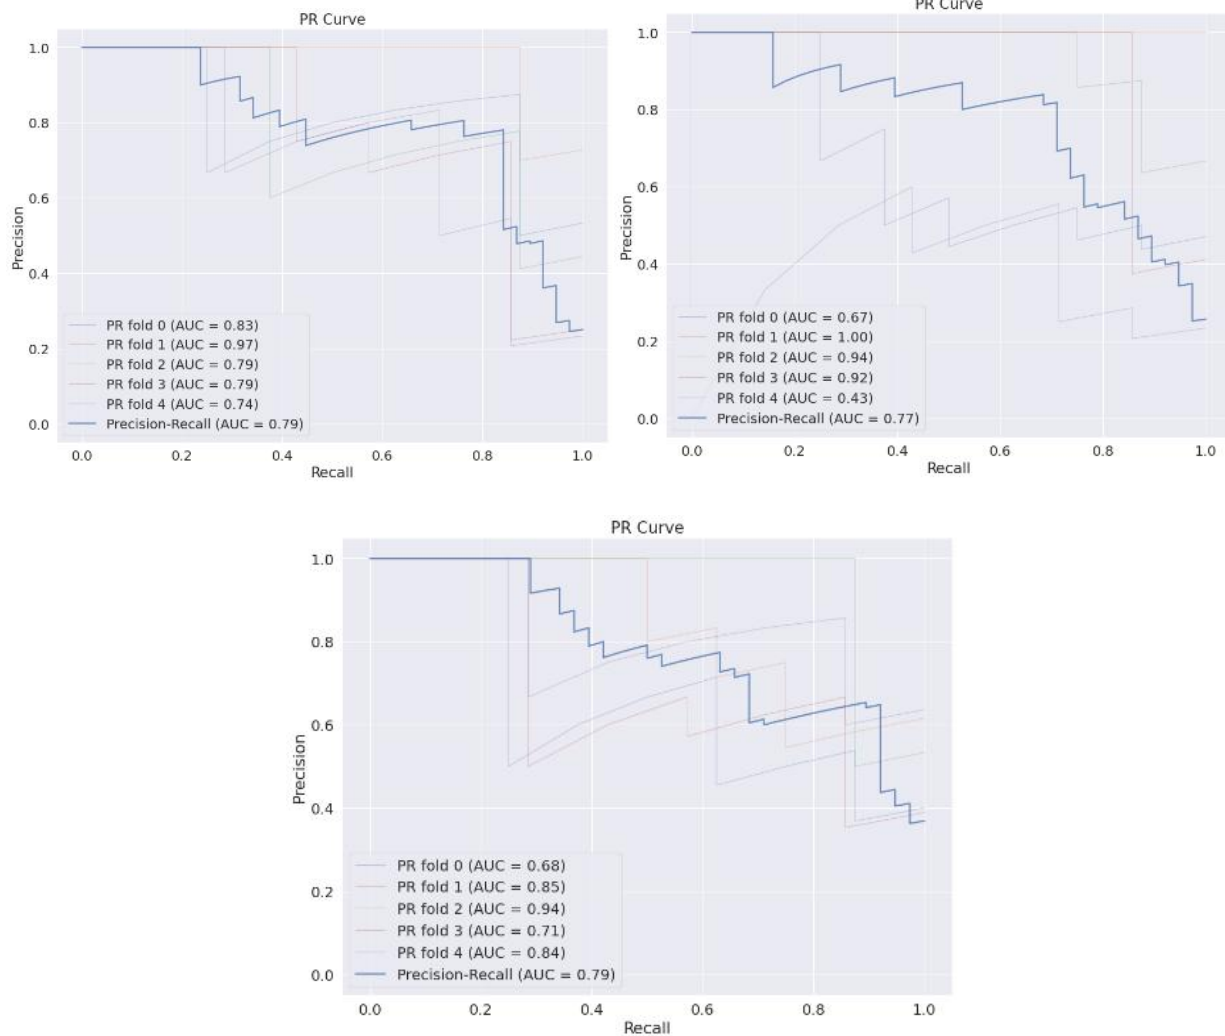 PR Curve
1.0
0.8
0.6
0.4
0.2
0.0
Precision
PR fold 0 (AUC = 0.83)
PR fold 1 (AUC = 0.97)
PR fold 2 (AUC = 0.79)
PR fold 3 (AUC = 0.79)
PR fold 4 (AUC = 0.74)
Precision-Recall (AUC = 0.79)
0.0 0.2 0.4 0.6 0.8 1.0
Recall
PR Curve
1.0
0.8
0.6
0.4
0.2
0.0
Precision
PR fold 0 (AUC = 0.67)
PR fold 1 (AUC = 1.00)
PR fold 2 (AUC = 0.94)
PR fold 3 (AUC = 0.92)
PR fold 4 (AUC = 0.43)
Precision-Recall (AUC = 0.77)
0.0 0.2 0.4 0.6 0.8 1.0
Recall
PR Curve
1.0
0.8
0.6
0.4
0.2
0.0
Precision
PR fold 0 (AUC = 0.68)
PR fold 1 (AUC = 0.85)
PR fold 2 (AUC = 0.94)
PR fold 3 (AUC = 0.71)
PR fold 4 (AUC = 0.84)
Precision-Recall (AUC = 0.79)
0.0 0.2 0.4 0.6 0.8 1.0
Recall